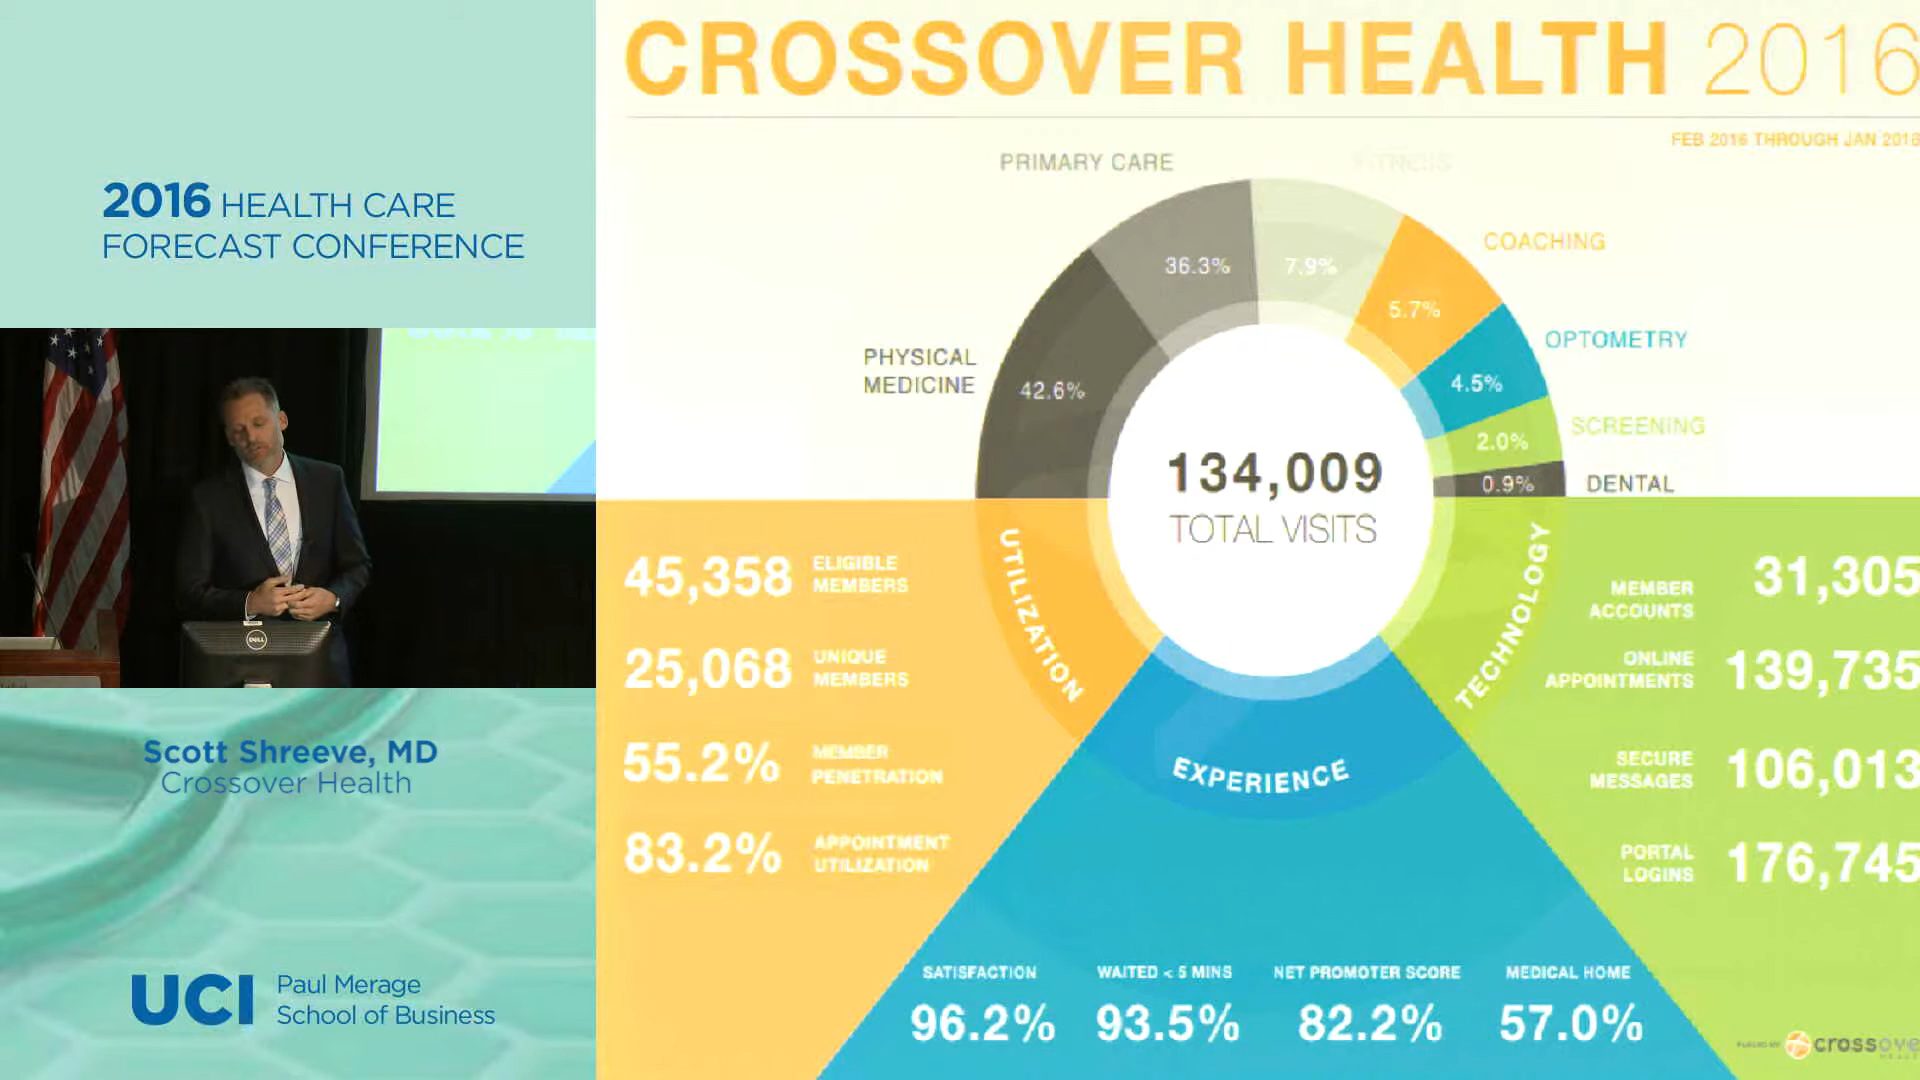 2016 HEALTH CARE
FORECAST CONFERENCE
DELL
Scott Shreeve, MD
Crossover Health
UCI Paul Merage
School of Business
CROSSOVER HEALTH 2016
FEB 2016 THROUGH JAN 2016
PRIMARY CARE
FITNESS
COACHING
OPTOMETRY
SCREENING
DENTAL
PHYSICAL
MEDICINE
42.6%
36.3%
7.9%
5.7%
4.5%
2.0%
0.9%
134,009
TOTAL VISITS
UTILIZATION
45,358 ELIGIBLE
MEMBERS
25,068 UNIQUE
MEMBERS
55.2% MEMBER
PENETRATION
83.2% APPOINTMENT
UTILIZATION
EXPERIENCE
SATISFACTION
96.2%
WAITED < 5 MINS
93.5%
NET PROMOTER SCORE
82.2%
MEDICAL HOME
57.0%
TECHNOLOGY
MEMBER
ACCOUNTS 31,305
ONLINE
APPOINTMENTS 139,735
SECURE
MESSAGES 106,013
PORTAL
LOGINS 176,745
crossove